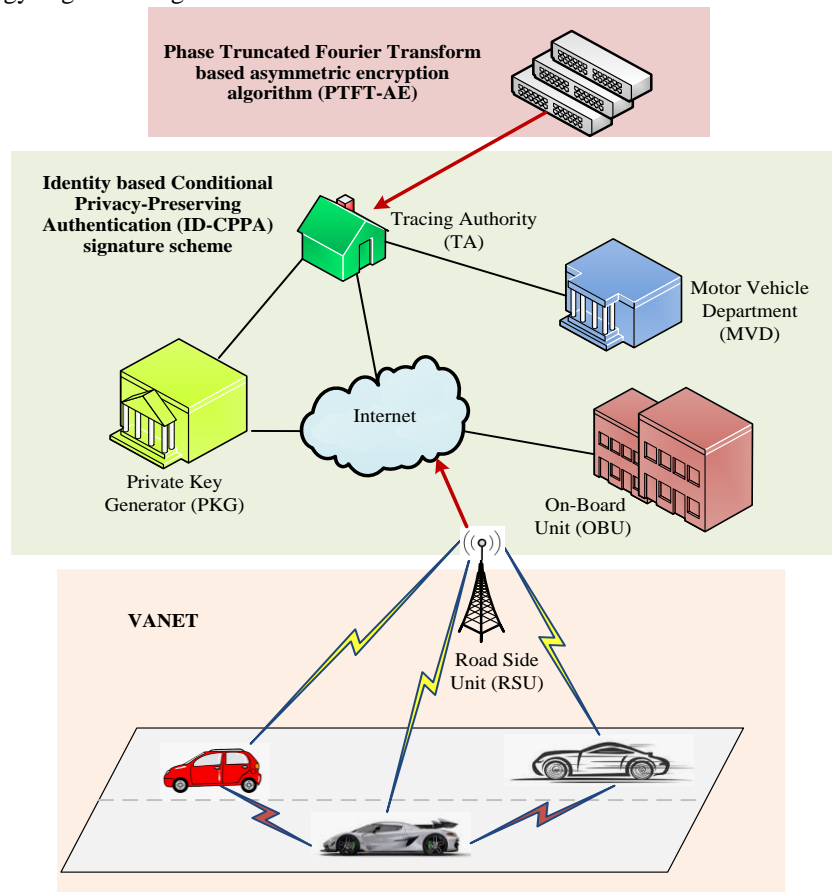 Phase Truncated Fourier Transform
based asymmetric encryption
algorithm (PTFT-AE)
Identity based Conditional
Privacy-Preserving
Authentication (ID-CPPA)
signature scheme
Tracing Authority
(TA)
Motor Vehicle
Department
(MVD)
Internet
Private Key
Generator (PKG)
On-Board
Unit (OBU)
VANET
Road Side
Unit (RSU)